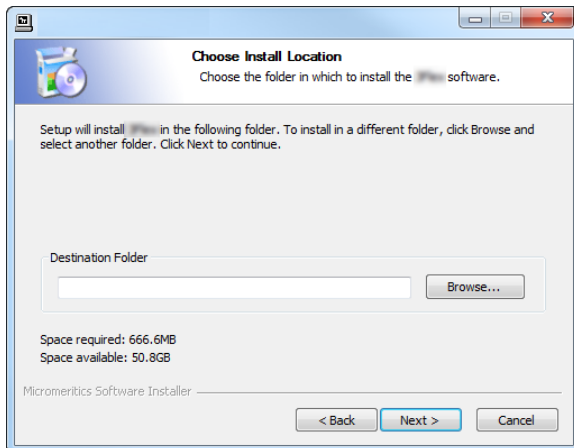 Choose Install Location
Choose the folder in which to install the software.
Setup will install in the following folder. To install in a different folder, click Browse and
select another folder. Click Next to continue.
Destination Folder
Browse...
Space required: 666.6MB
Space available: 50.8GB
Micromeritics Software Installer
< Back Next > Cancel